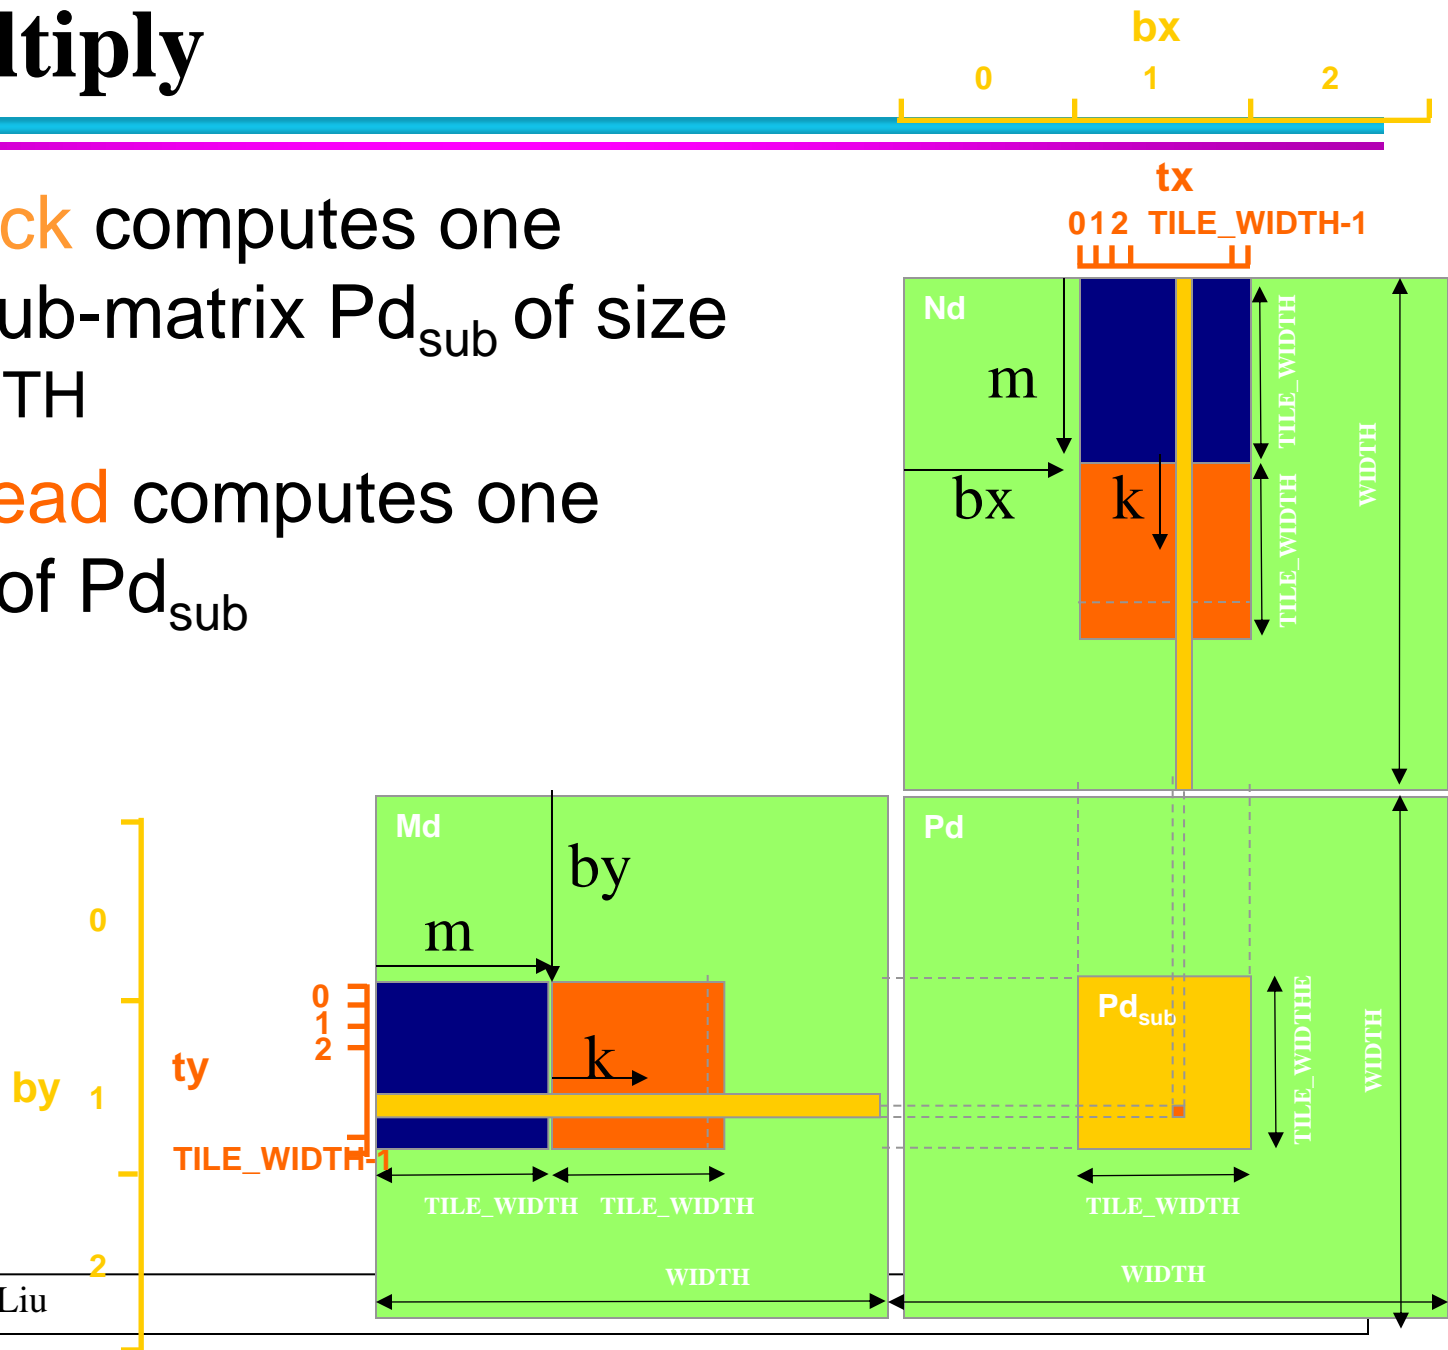 ltiply
bx
0 1 2
tx
0 1 2 TILE_WIDTH-1
ck computes one
ub-matrix Pdsub of size
TH
ead computes one
of Pdsub
Nd
m
bx
k
TILE_WIDTH
TILE_WIDTH
WIDTH
Md
by
m
k
TILE_WIDTH TILE_WIDTH
WIDTH
Pd
Pdsub
TILE_WIDTHE
WIDTH
TILE_WIDTH
WIDTH
by
0
1
2
ty
0
1
2
TILE_WIDTH-1
Liu